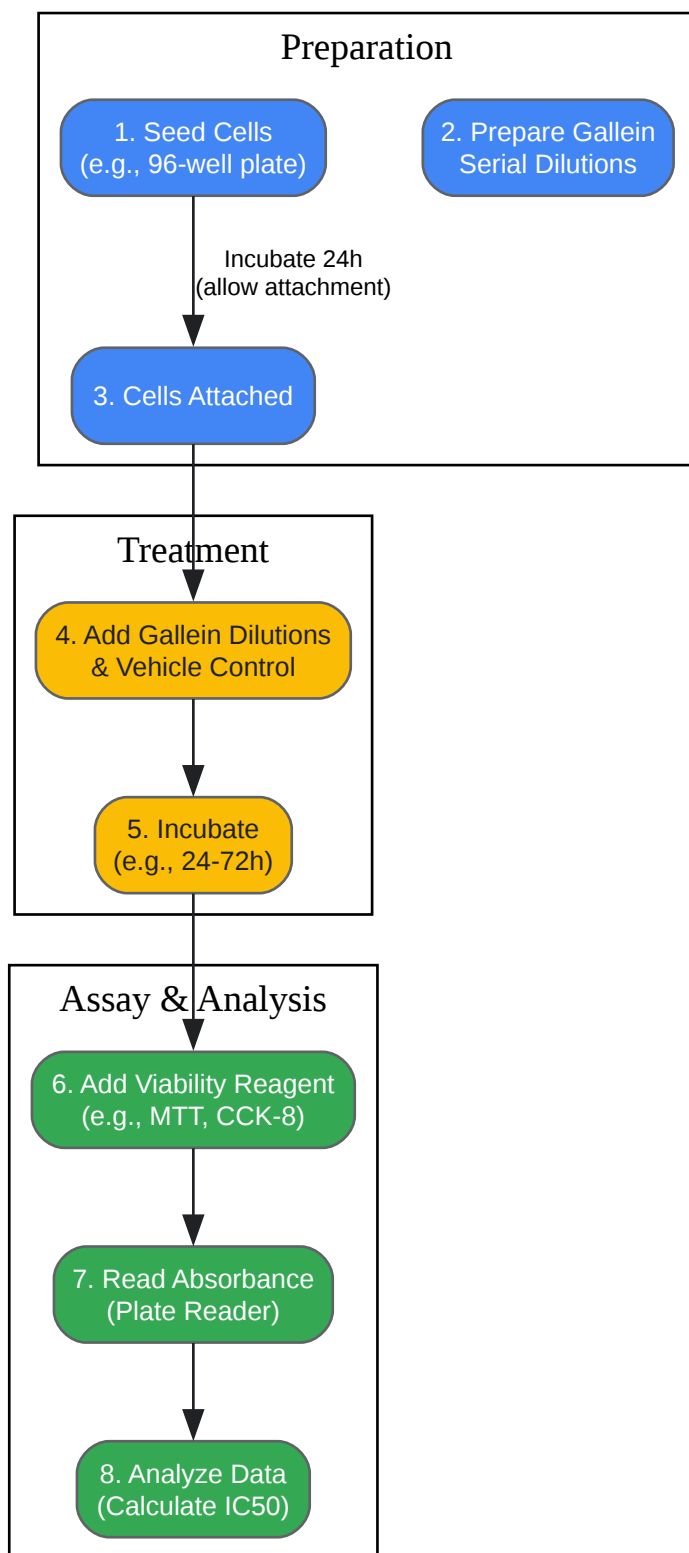 Preparation
1. Seed Cells
(e.g., 96-well plate)
2. Prepare Gallein
Serial Dilutions
Incubate 24h
(allow attachment)
3. Cells Attached
Treatment
4. Add Gallein Dilutions
& Vehicle Control
5. Incubate
(e.g., 24-72h)
Assay & Analysis
6. Add Viability Reagent
(e.g., MTT, CCK-8)
7. Read Absorbance
(Plate Reader)
8. Analyze Data
(Calculate IC50)